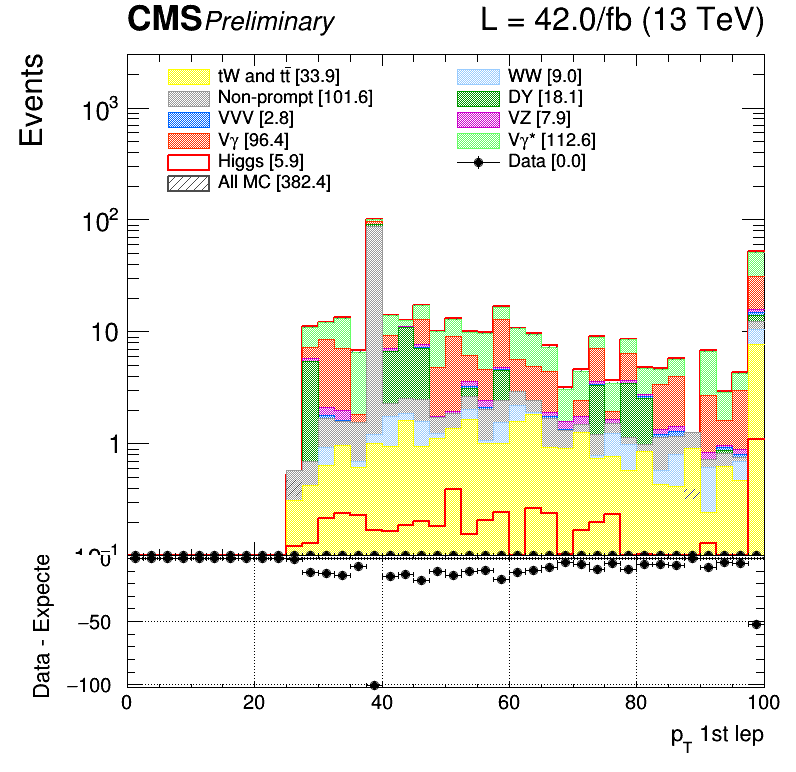 CMS Preliminary L = 42.0/fb (13 TeV)
Events
tW and tt̄ [33.9] WW [9.0]
Non-prompt [101.6] DY [18.1]
VVV [2.8] VZ [7.9]
Vγ [96.4] Vγ* [112.6]
Higgs [5.9] Data [0.0]
All MC [382.4]
10³
10²
10
1
Data - Expecte
0
−50
−100
0 20 40 60 80 100
p_T 1st lep